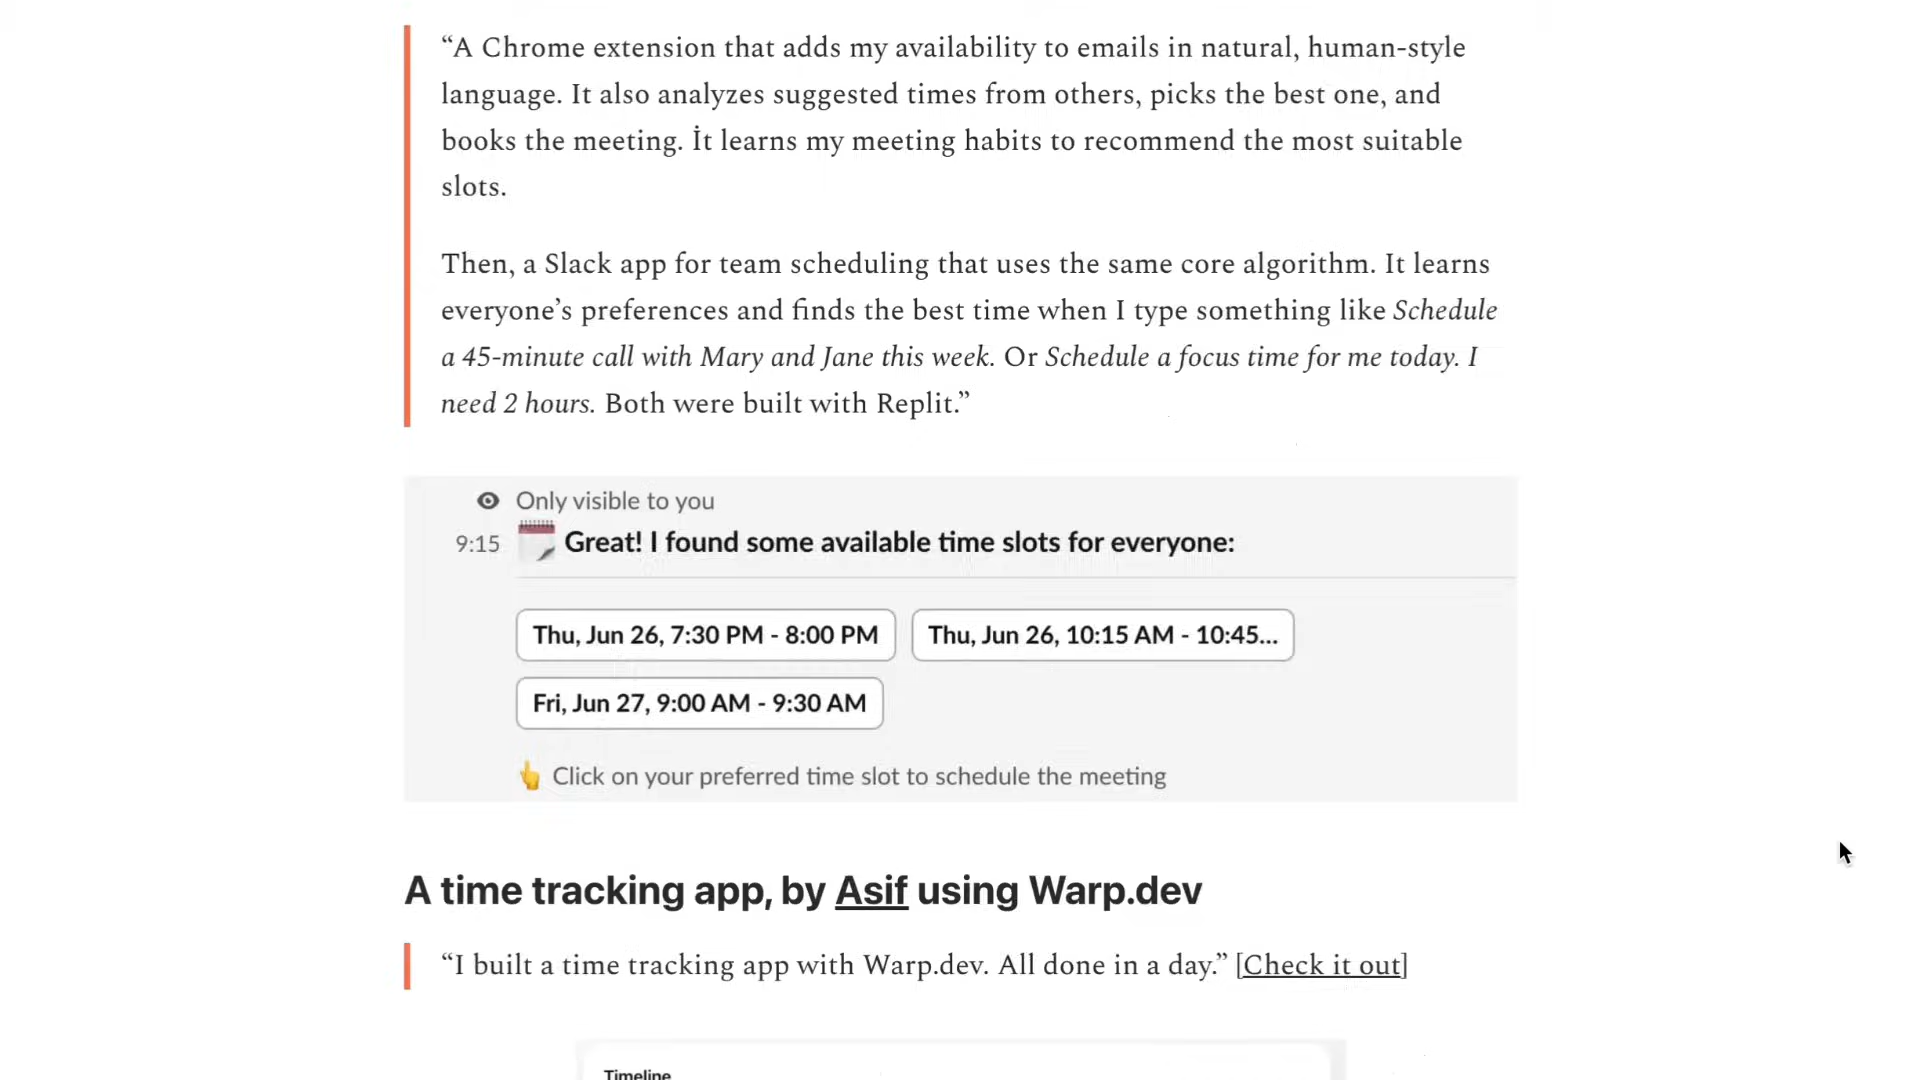 “A Chrome extension that adds my availability to emails in natural, human-style
language. It also analyzes suggested times from others, picks the best one, and
books the meeting. İt learns my meeting habits to recommend the most suitable
slots.
Then, a Slack app for team scheduling that uses the same core algorithm. It learns
everyone’s preferences and finds the best time when I type something like Schedule
a 45-minute call with Mary and Jane this week. Or Schedule a focus time for me today. I
need 2 hours. Both were built with Replit.”
Only visible to you
9:15 Great! I found some available time slots for everyone:
Thu, Jun 26, 7:30 PM - 8:00 PM Thu, Jun 26, 10:15 AM - 10:45...
Fri, Jun 27, 9:00 AM - 9:30 AM
👆 Click on your preferred time slot to schedule the meeting
A time tracking app, by Asif using Warp.dev
“I built a time tracking app with Warp.dev. All done in a day.” [Check it out]
Timeline